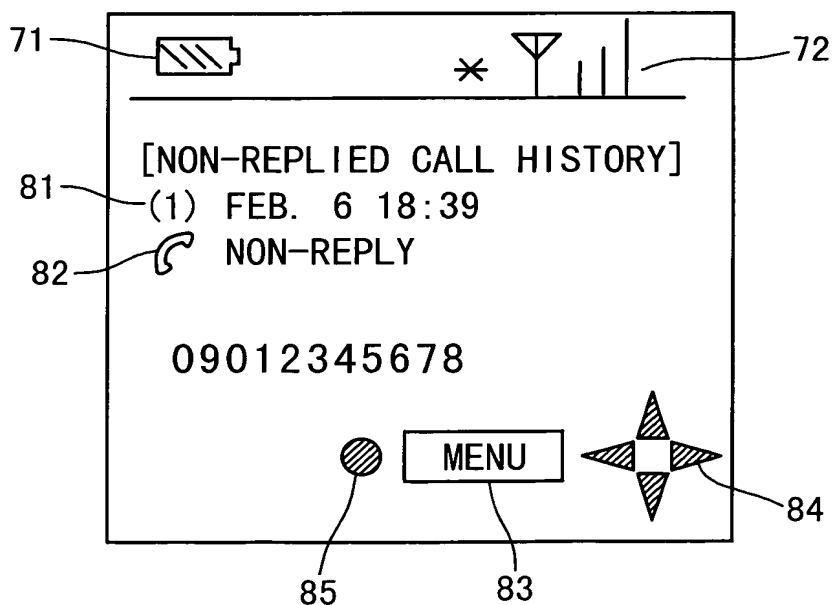 71
72
[NON-REPLIED CALL HISTORY]
81
(1) FEB. 6 18:39
82
NON-REPLY
09012345678
MENU
84
85
83